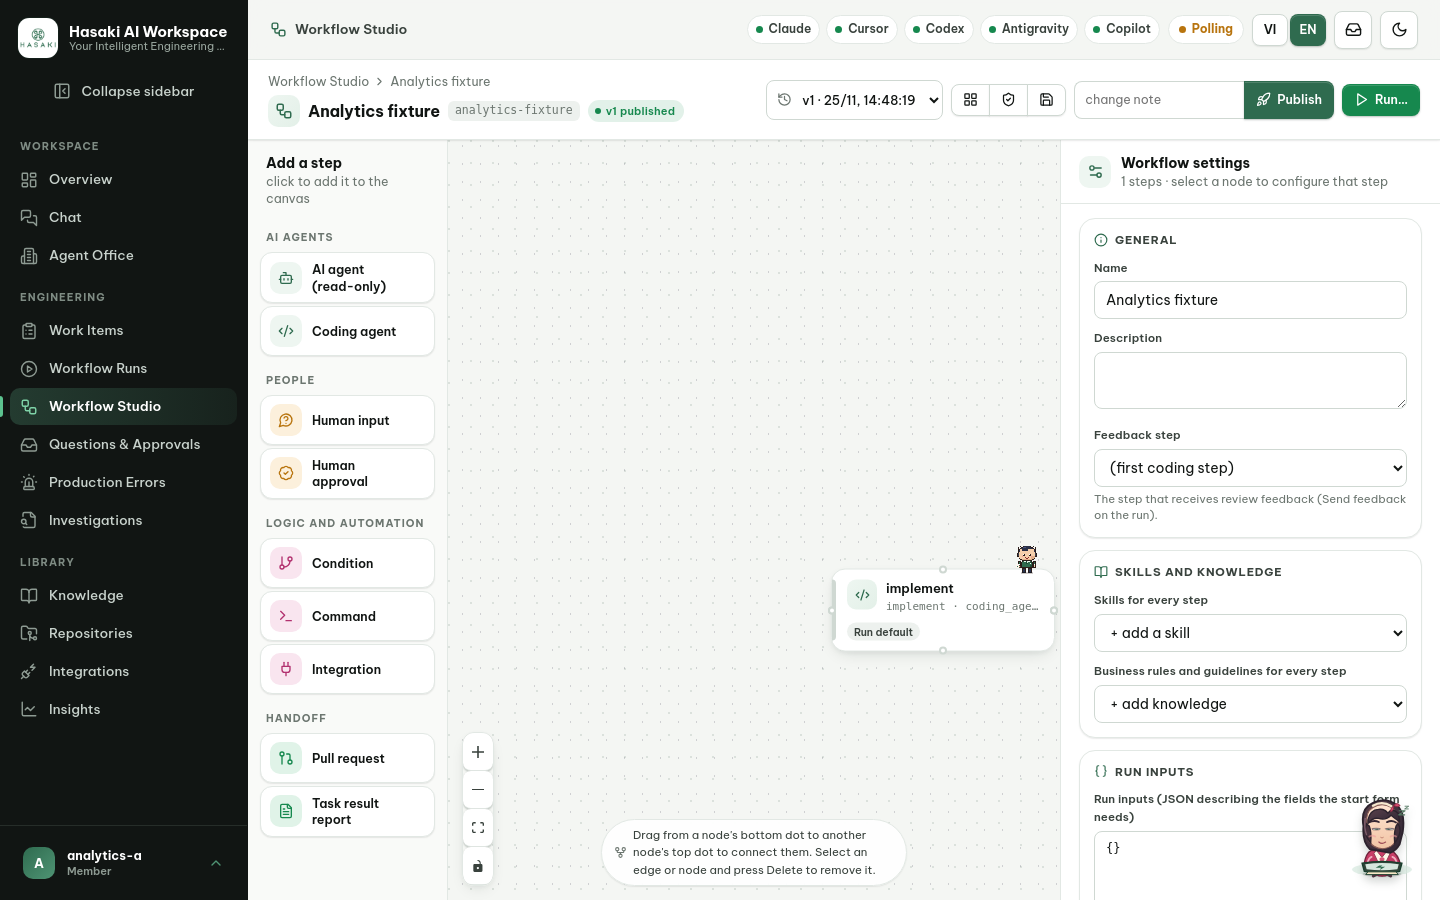 HASAKI
Hasaki AI Workspace
Your Intelligent Engineering ...
Collapse sidebar
WORKSPACE
Overview
Chat
Agent Office
ENGINEERING
Work Items
Workflow Runs
Workflow Studio
Questions & Approvals
Production Errors
Investigations
LIBRARY
Knowledge
Repositories
Integrations
Insights
A
analytics-a
Member
Workflow Studio
Claude
Cursor
Codex
Antigravity
Copilot
Polling
VI
EN
Workflow Studio > Analytics fixture
Analytics fixture
analytics-fixture
v1 published
v1 · 25/11, 14:48:19
change note
Publish
Run...
Add a step
click to add it to the
canvas
AI AGENTS
AI agent
(read-only)
Coding agent
PEOPLE
Human input
Human
approval
LOGIC AND AUTOMATION
Condition
Command
Integration
HANDOFF
Pull request
Task result
report
implement
implement · coding_age…
Run default
Drag from a node's bottom dot to another
node's top dot to connect them. Select an
edge or node and press Delete to remove it.
Workflow settings
1 steps · select a node to configure that step
GENERAL
Name
Analytics fixture
Description
Feedback step
(first coding step)
The step that receives review feedback (Send feedback
on the run).
SKILLS AND KNOWLEDGE
Skills for every step
+ add a skill
Business rules and guidelines for every step
+ add knowledge
{} RUN INPUTS
Run inputs (JSON describing the fields the start form
needs)
{}